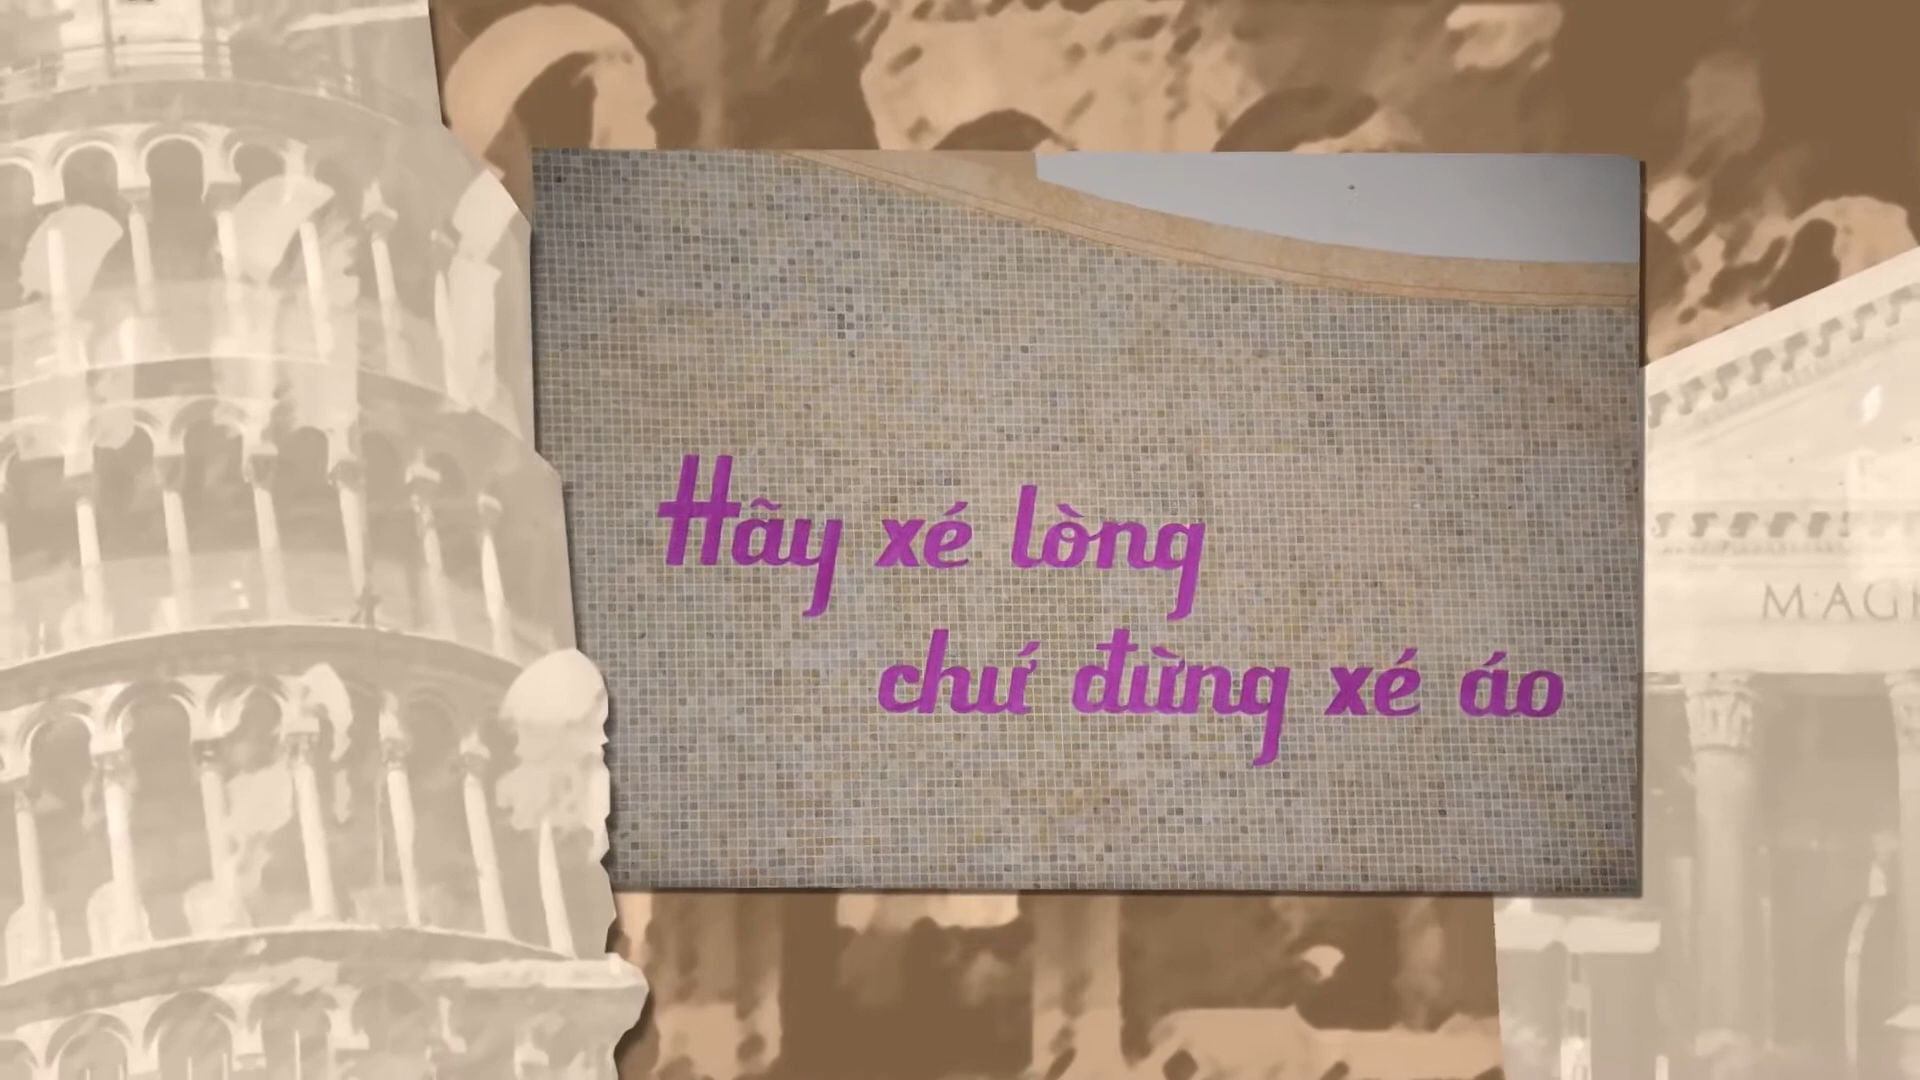 Hãy xé lòng
chứ đừng xé áo
MAG